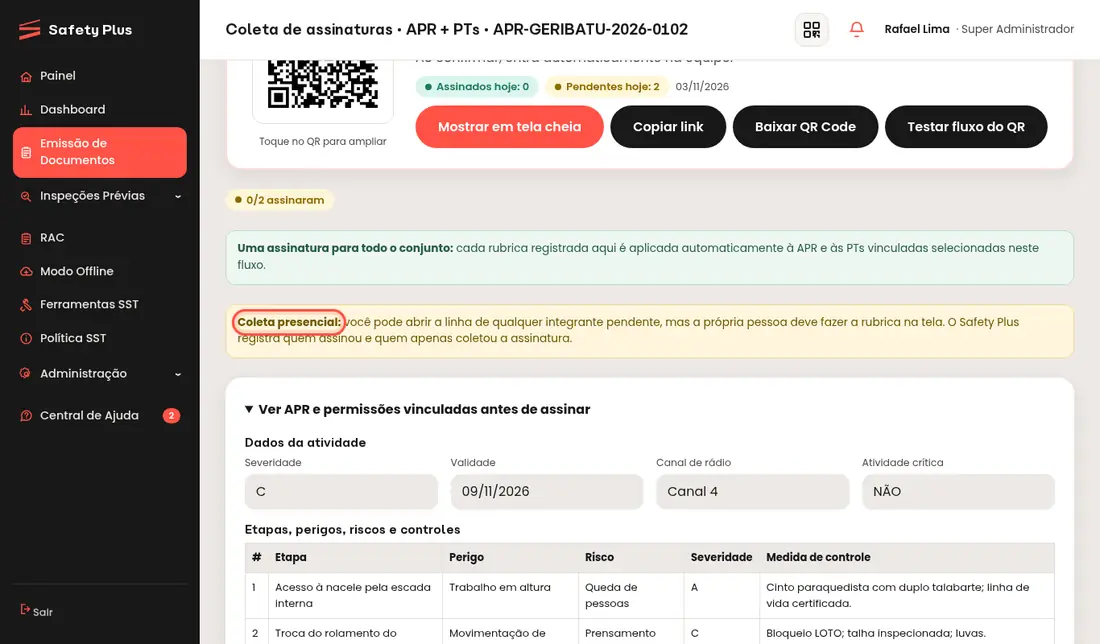 Safety Plus
Coleta de assinaturas • APR + PTs • APR-GERIBATU-2026-0102
Rafael Lima · Super Administrador
Painel
Dashboard
Emissão de
Documentos
Inspeções Prévias
RAC
Modo Offline
Ferramentas SST
Política SST
Administração
Central de Ajuda 2
Sair
Assinados hoje: 0 Pendentes hoje: 2 03/11/2026
Mostrar em tela cheia Copiar link Baixar QR Code Testar fluxo do QR
Toque no QR para ampliar
0/2 assinaram
Uma assinatura para todo o conjunto: cada rubrica registrada aqui é aplicada automaticamente à APR e às PTs vinculadas selecionadas neste
fluxo.
Coleta presencial: você pode abrir a linha de qualquer integrante pendente, mas a própria pessoa deve fazer a rubrica na tela. O Safety Plus
registra quem assinou e quem apenas coletou a assinatura.
▼ Ver APR e permissões vinculadas antes de assinar
Dados da atividade
Severidade Validade Canal de rádio Atividade crítica
C 09/11/2026 Canal 4 NÃO
Etapas, perigos, riscos e controles
# Etapa Perigo Risco Severidade Medida de controle
1 Acesso à nacele pela escada interna Trabalho em altura Queda de pessoas A Cinto paraquedista com duplo talabarte; linha de vida certificada.
2 Troca do rolamento do Movimentação de Prensamento C Bloqueio LOTO; talha inspecionada; luvas.